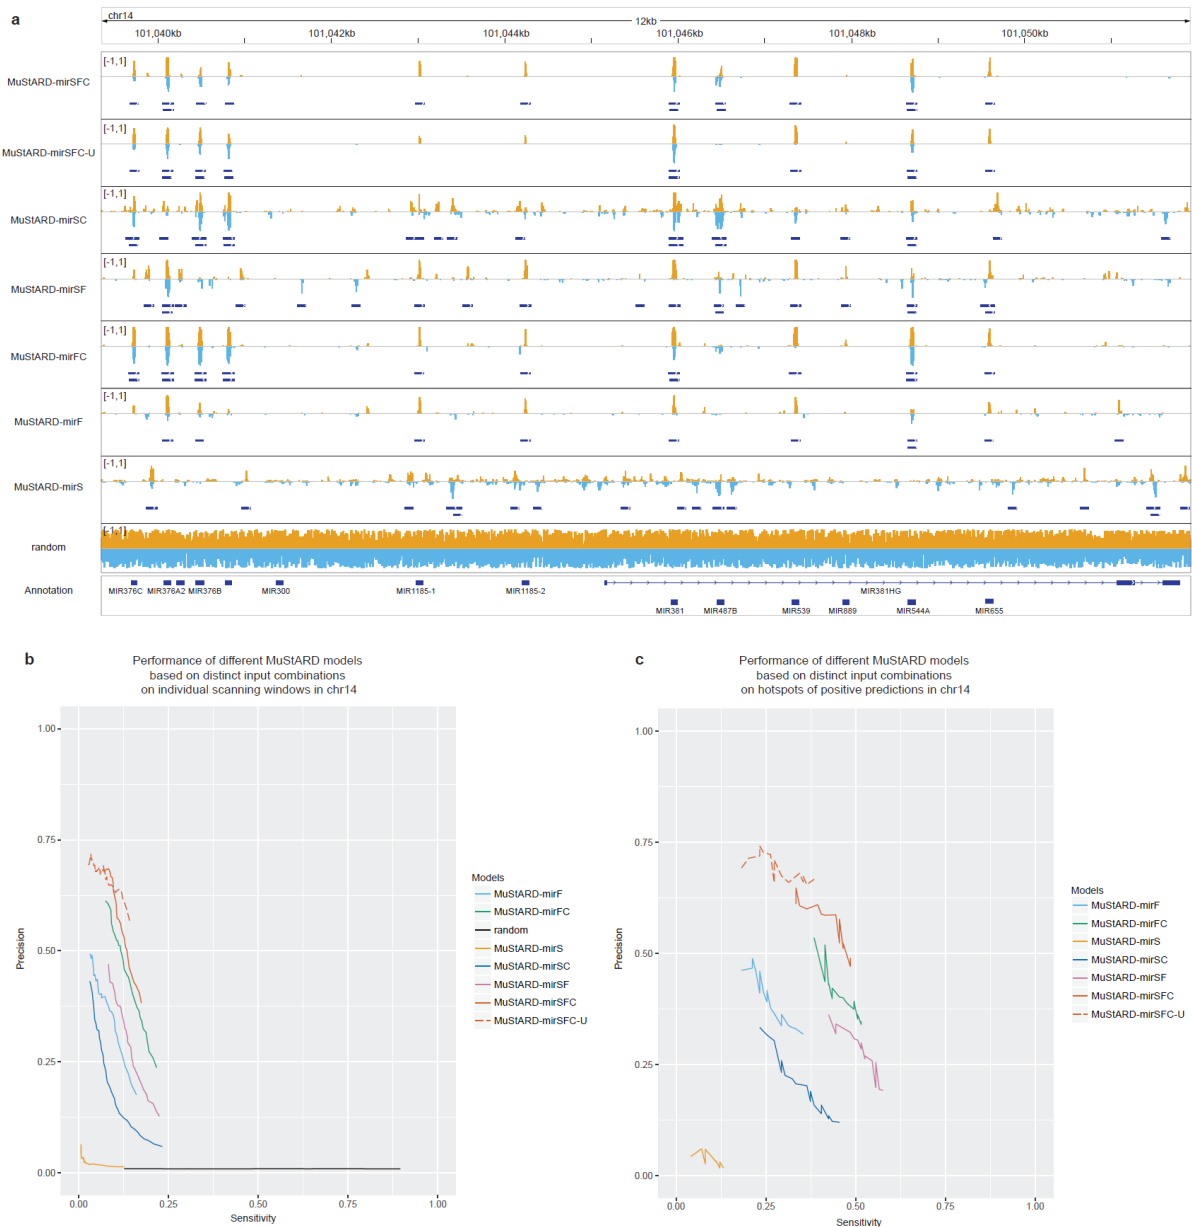 a
chr14
12kb
101,040kb 101,042kb 101,044kb 101,046kb 101,048kb 101,050kb
[-1,1]
MuStARD-mirSFC
[-1,1]
MuStARD-mirSFC-U
[-1,1]
MuStARD-mirSC
[-1,1]
MuStARD-mirSF
[-1,1]
MuStARD-mirFC
[-1,1]
MuStARD-mirF
[-1,1]
MuStARD-mirS
[-1,1]
random
Annotation
MIR376C MIR376A2 MIR376B MIR300 MIR1185-1 MIR1185-2 MIR381HG
MIR381 MIR487B MIR539 MIR889 MIR544A MIR655
b
Performance of different MuStARD models
based on distinct input combinations
on individual scanning windows in chr14
1.00
0.75
0.50
0.25
0.00
Precision
0.00 0.25 0.50 0.75 1.00
Sensitivity
Models
MuStARD-mirF
MuStARD-mirFC
random
MuStARD-mirS
MuStARD-mirSC
MuStARD-mirSF
MuStARD-mirSFC
MuStARD-mirSFC-U
c
Performance of different MuStARD models
based on distinct input combinations
on hotspots of positive predictions in chr14
1.00
0.75
0.50
0.25
0.00
Precision
0.00 0.25 0.50 0.75 1.00
Sensitivity
Models
MuStARD-mirF
MuStARD-mirFC
MuStARD-mirS
MuStARD-mirSC
MuStARD-mirSF
MuStARD-mirSFC
MuStARD-mirSFC-U